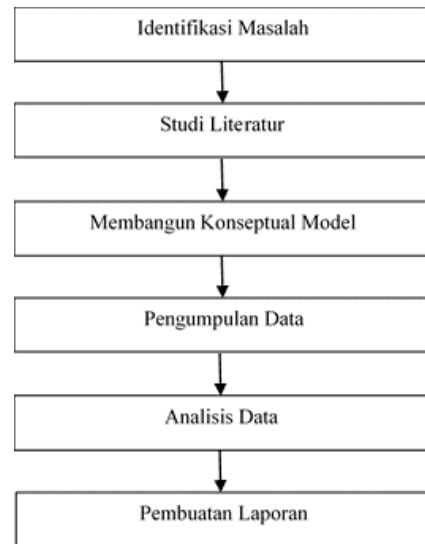 Identifikasi Masalah
Studi Literatur
Membangun Konseptual Model
Pengumpulan Data
Analisis Data
Pembuatan Laporan